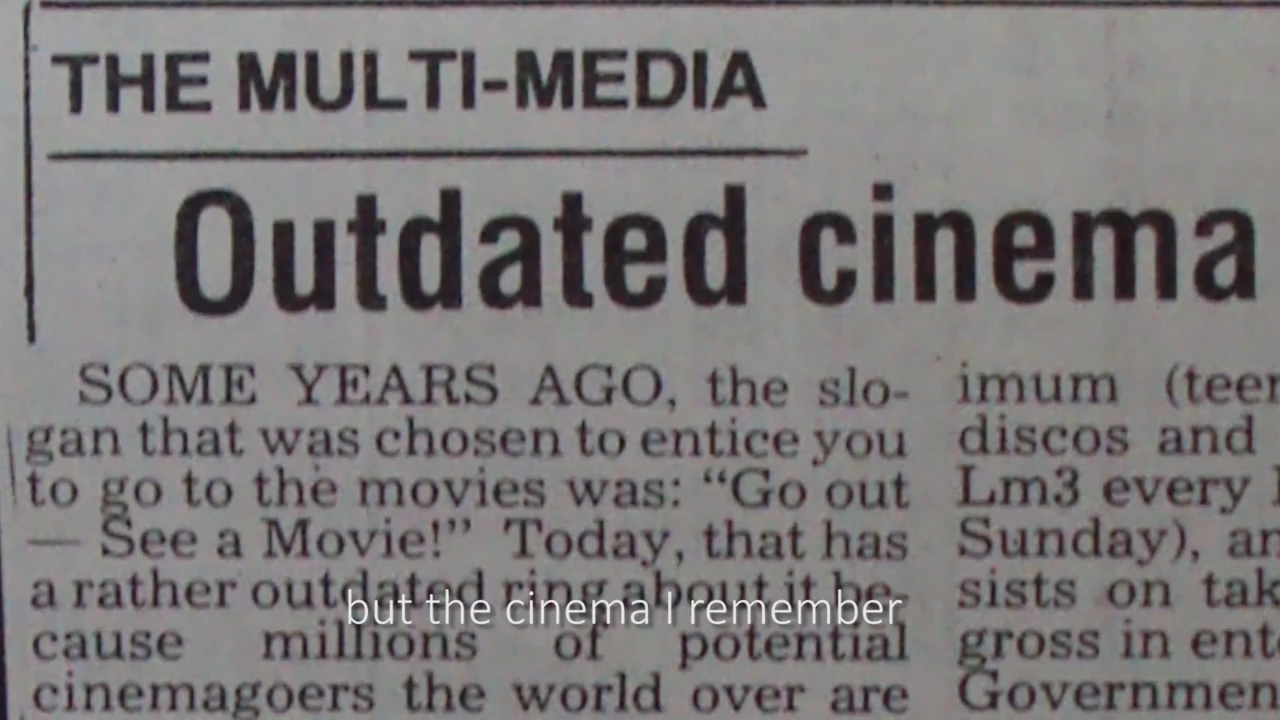 THE MULTI-MEDIA
Outdated cinema
SOME YEARS AGO, the slo-
gan that was chosen to entice you
to go to the movies was: “Go out
— See a Movie!” Today, that has
a rather outdated ring about it be-
cause millions of potential
cinemagoers the world over are
imum (teen
discos and
Lm3 every
Sunday), an
sists on tak
gross in ente
Governmen
but the cinema I remember